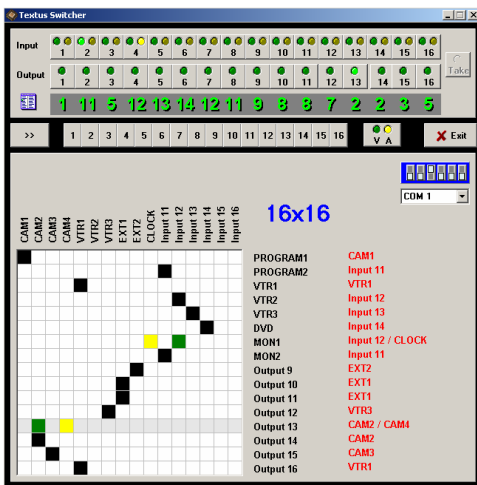 Textus Switcher
Input
1 2 3 4 5 6 7 8 9 10 11 12 13 14 15 16
Output
1 2 3 4 5 6 7 8 9 10 11 12 13 14 15 16
Take
1 11 5 12 13 14 12 11 9 8 8 7 2 2 3 5
>> 1 2 3 4 5 6 7 8 9 10 11 12 13 14 15 16 V A Exit
COM 1
16x16
CAM1 CAM2 CAM3 CAM4 VTR1 VTR2 VTR3 EXT1 EXT2 CLOCK Input 11 Input 12 Input 13 Input 14 Input 15 Input 16
PROGRAM1 CAM1
PROGRAM2 Input 11
VTR1 VTR1
VTR2 Input 12
VTR3 Input 13
DVD Input 14
MON1 Input 12 / CLOCK
MON2 Input 11
Output 9 EXT2
Output 10 EXT1
Output 11 EXT1
Output 12 VTR3
Output 13 CAM2 / CAM4
Output 14 CAM2
Output 15 CAM3
Output 16 VTR1